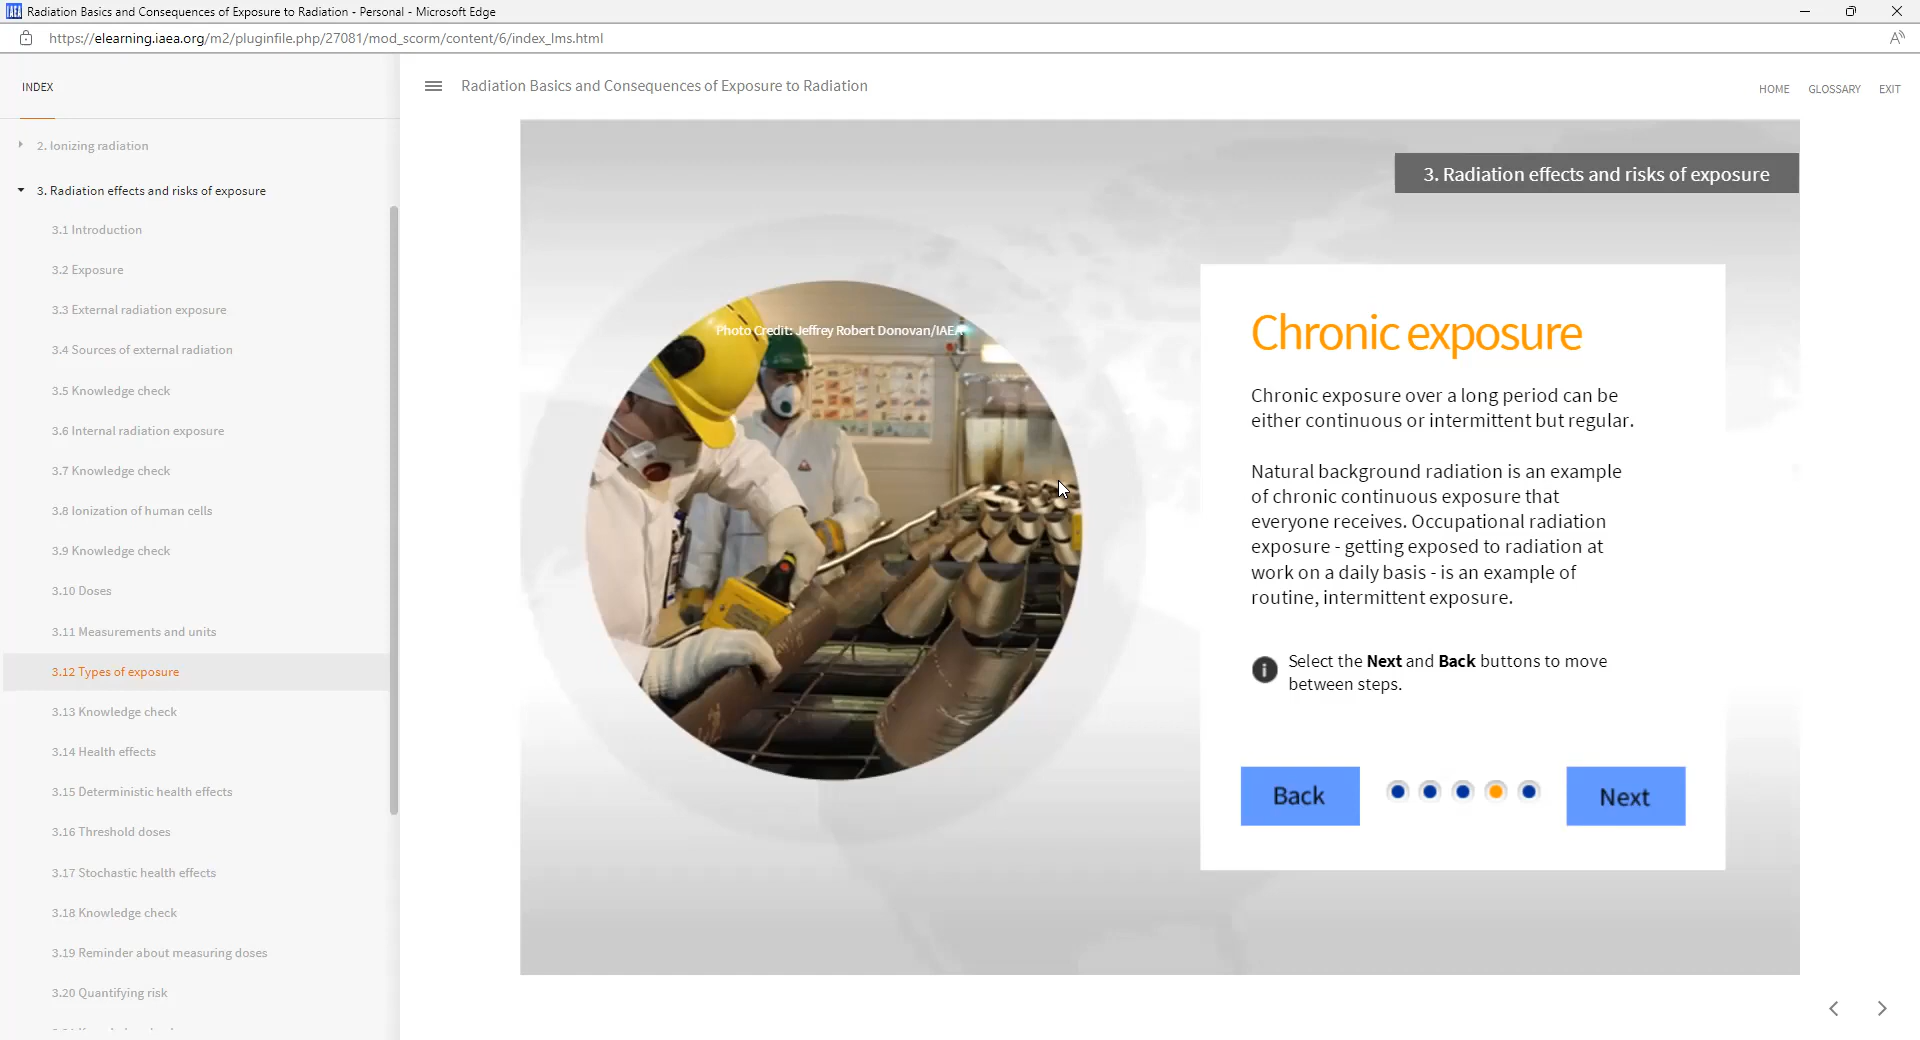 Radiation Basics and Consequences of Exposure to Radiation - Personal - Microsoft Edge
https://elearning.iaea.org/m2/pluginfile.php/27081/mod_scorm/content/6/index_lms.html
INDEX
2. Ionizing radiation
3. Radiation effects and risks of exposure
3.1 Introduction
3.2 Exposure
3.3 External radiation exposure
3.4 Sources of external radiation
3.5 Knowledge check
3.6 Internal radiation exposure
3.7 Knowledge check
3.8 Ionization of human cells
3.9 Knowledge check
3.10 Doses
3.11 Measurements and units
3.12 Types of exposure
3.13 Knowledge check
3.14 Health effects
3.15 Deterministic health effects
3.16 Threshold doses
3.17 Stochastic health effects
3.18 Knowledge check
3.19 Reminder about measuring doses
3.20 Quantifying risk
Radiation Basics and Consequences of Exposure to Radiation
HOME GLOSSARY EXIT
3. Radiation effects and risks of exposure
Photo Credit: Jeffrey Robert Donovan/IAEA
Chronic exposure
Chronic exposure over a long period can be
either continuous or intermittent but regular.
Natural background radiation is an example
of chronic continuous exposure that
everyone receives. Occupational radiation
exposure - getting exposed to radiation at
work on a daily basis - is an example of
routine, intermittent exposure.
Select the Next and Back buttons to move
between steps.
Back
Next